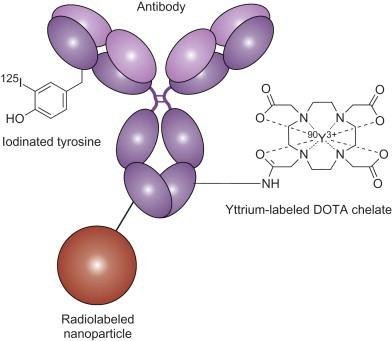 Antibody
125I
HO
Iodinated tyrosine
O
O
O
O
N
N
90Y3+
N
N
O
O
O
NH
Yttrium-labeled DOTA chelate
Radiolabeled
nanoparticle